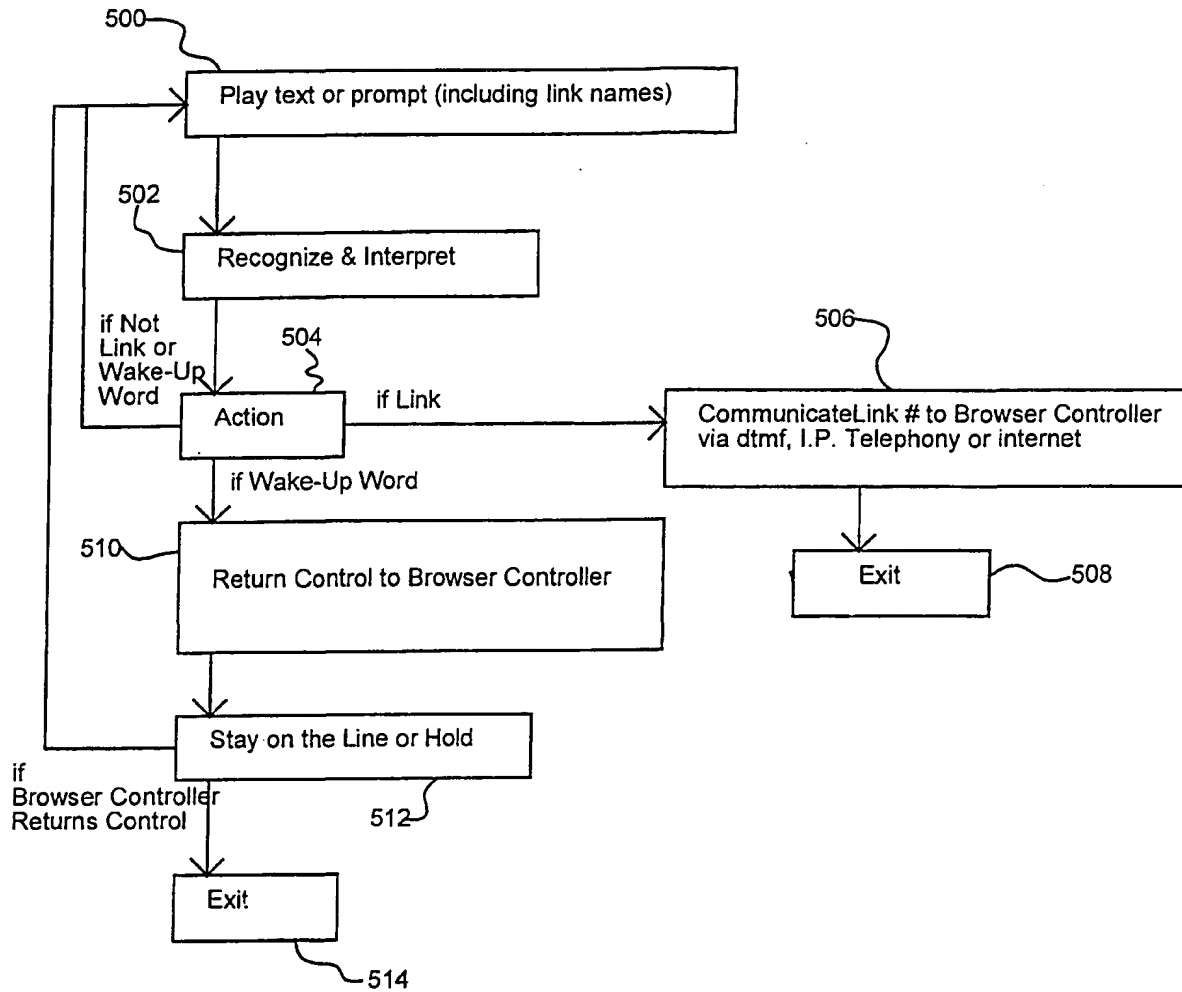 500
Play text or prompt (including link names)
502
Recognize & Interpret
if Not
Link or
Wake-Up
Word
504
Action
if Link
506
CommunicateLink # to Browser Controller
via dtmf, I.P. Telephony or internet
if Wake-Up Word
510
Return Control to Browser Controller
Exit
508
Stay on the Line or Hold
if
Browser Controller
Returns Control
512
Exit
514